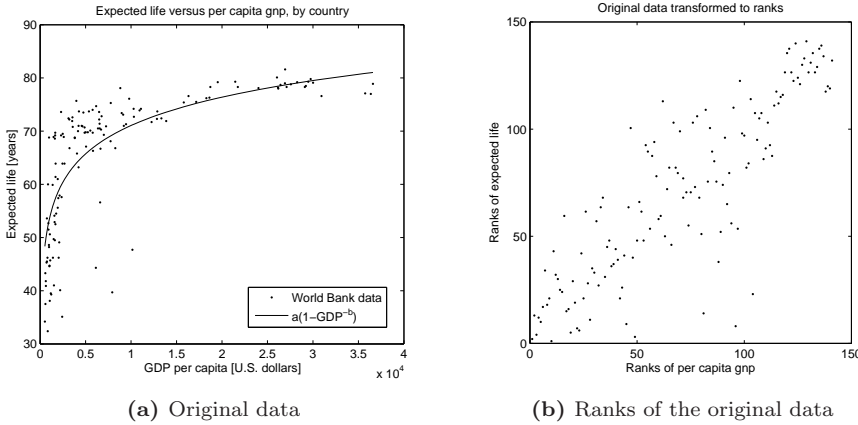 Expected life versus per capita gnp, by country
90
80
70
60
50
40
30
Expected life [years]
World Bank data
a(1−GDP^−b)
0 0.5 1 1.5 2 2.5 3 3.5 4
x 10^4
GDP per capita [U.S. dollars]
(a) Original data
Original data transformed to ranks
150
100
50
0
Ranks of expected life
0 50 100 150
Ranks of per capita gnp
(b) Ranks of the original data